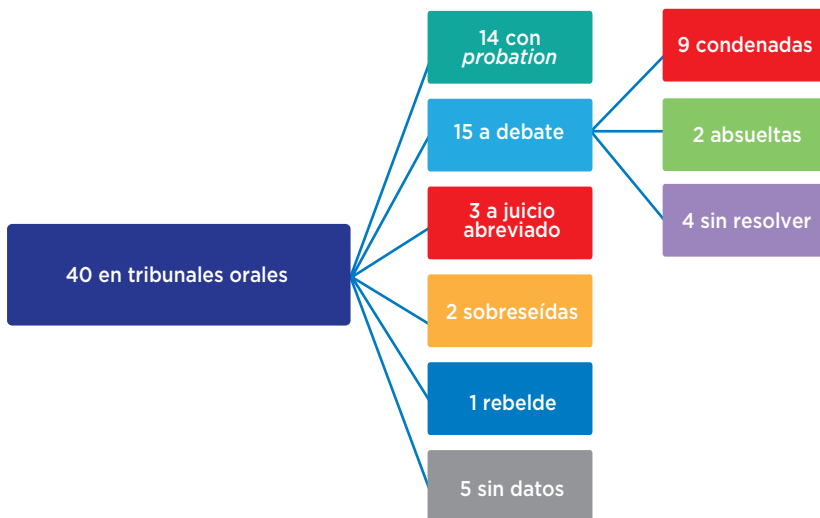 40 en tribunales orales
14 con
probation
15 a debate
3 a juicio
abreviado
2 sobreseídas
1 rebelde
5 sin datos
9 condenadas
2 absueltas
4 sin resolver